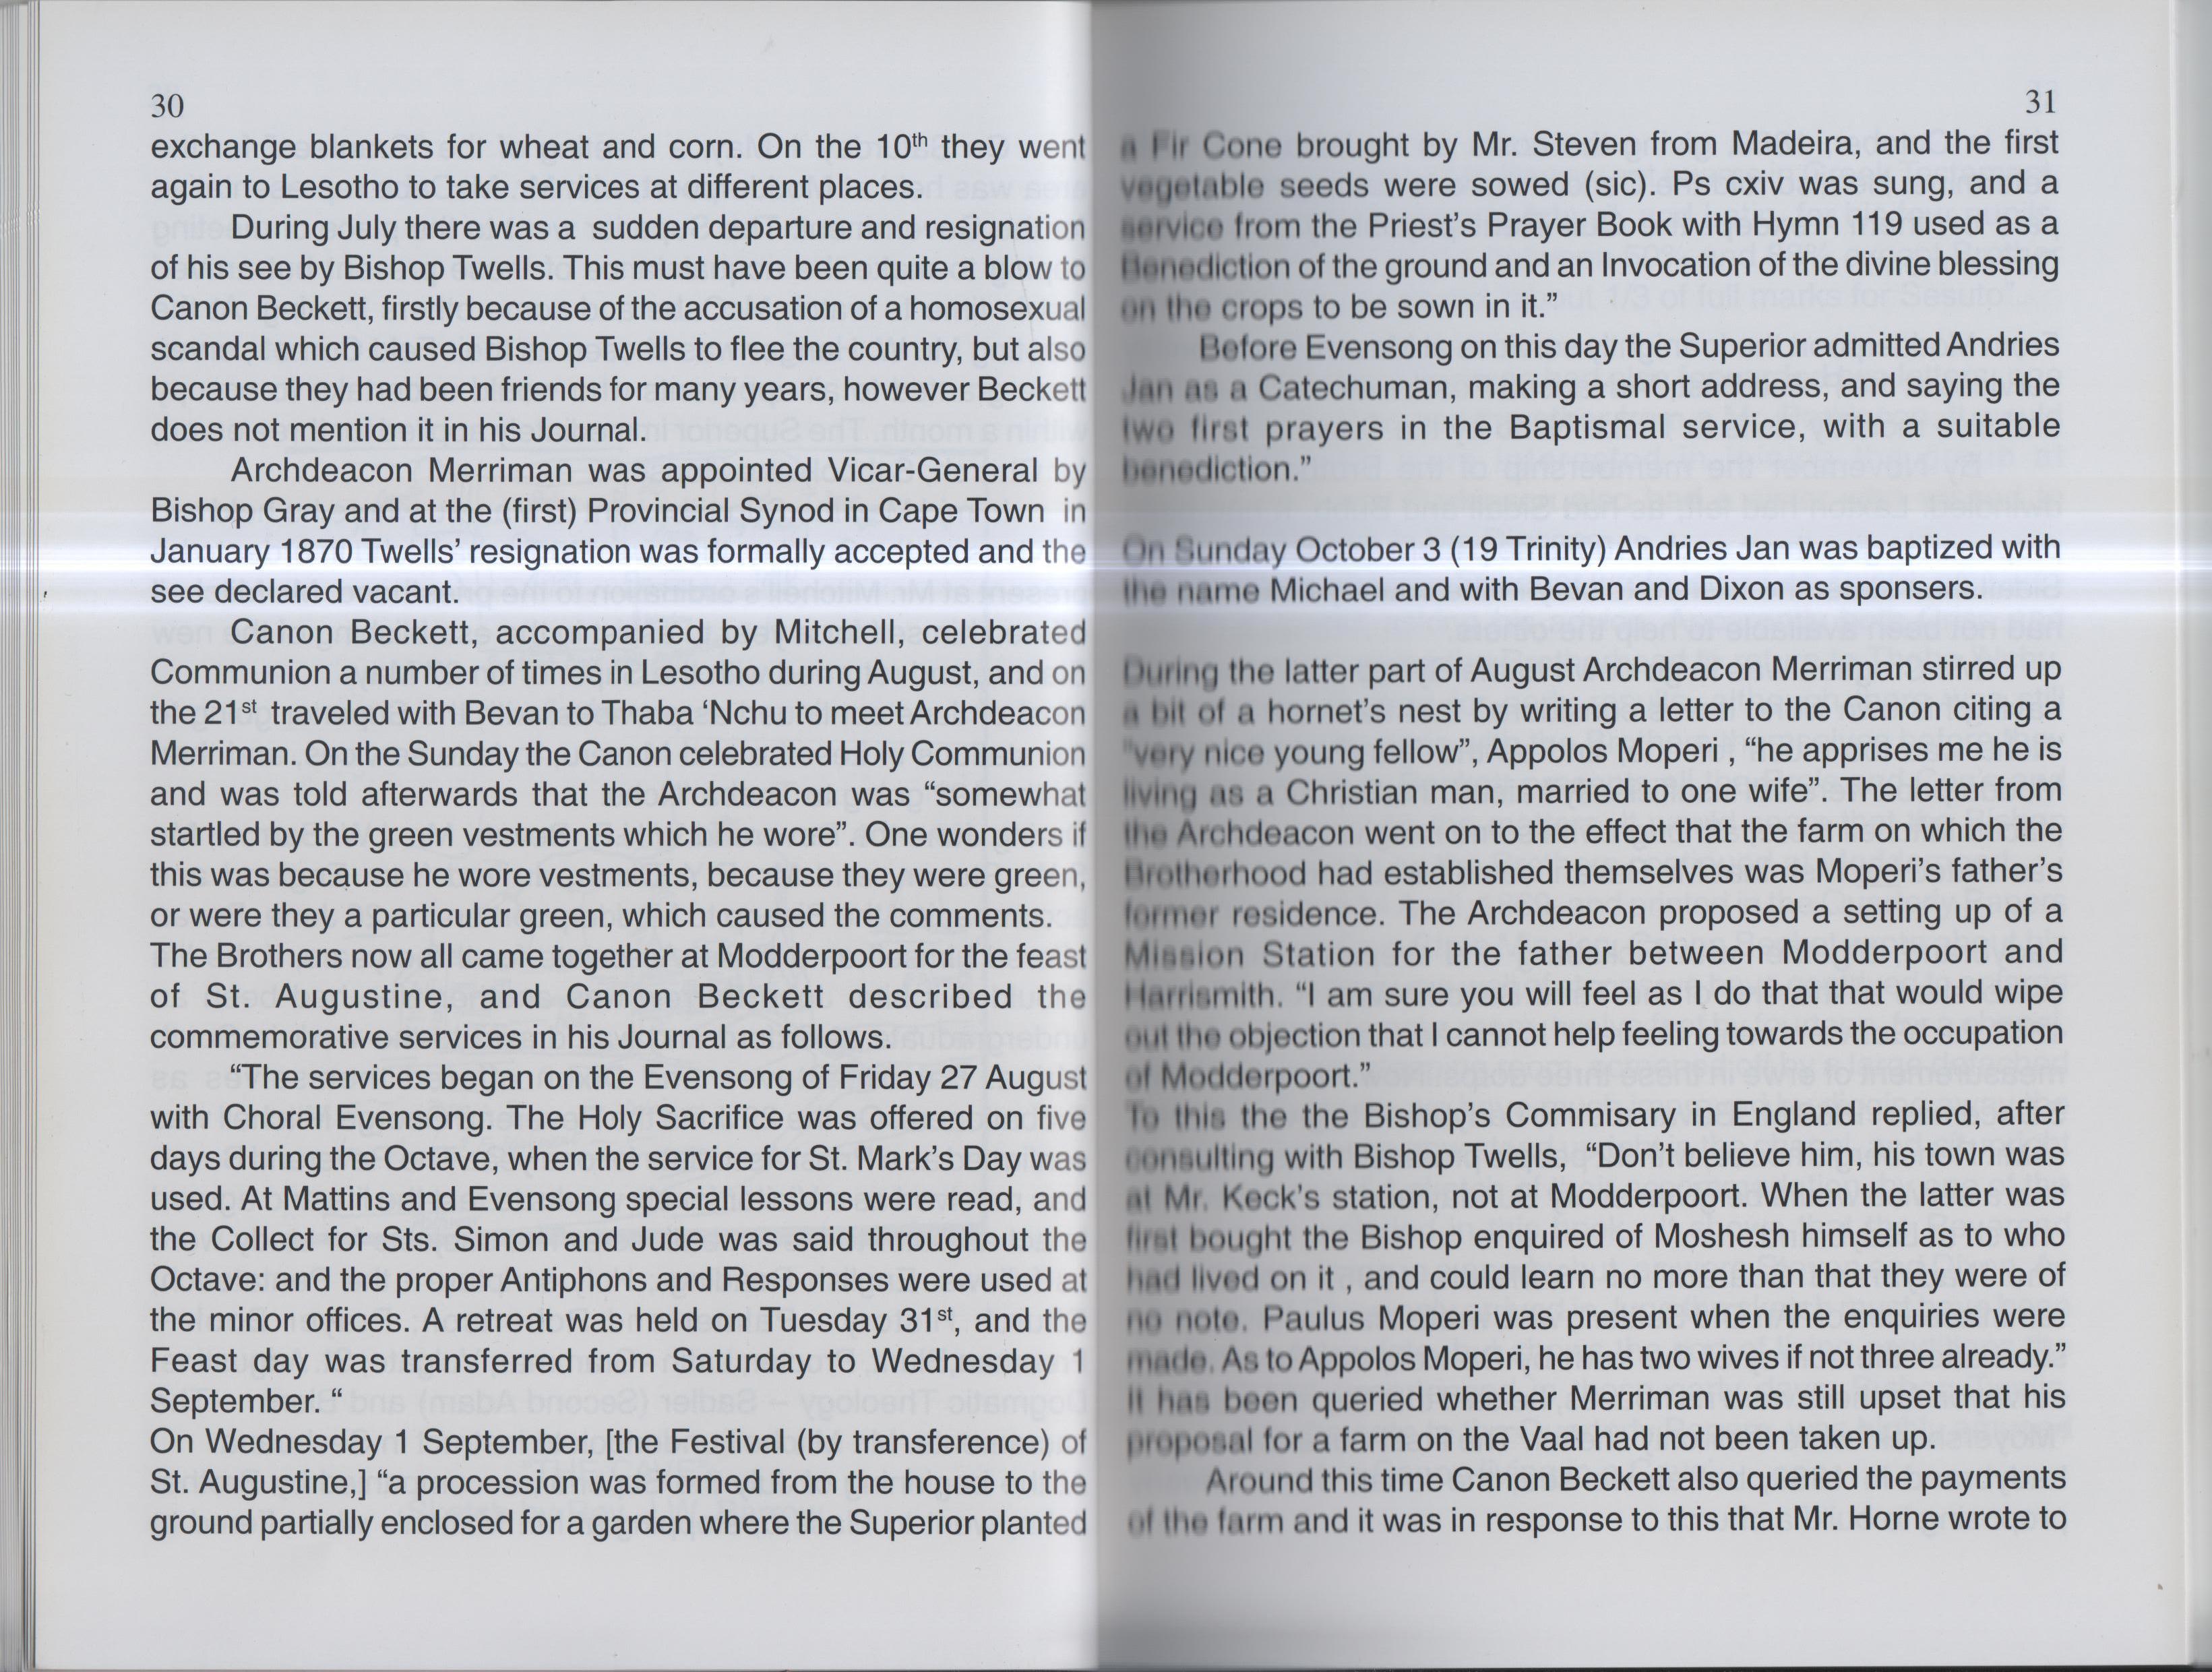 30
exchange blankets for wheat and corn. On the 10th they went
again to Lesotho to take services at different places.
During July there was a sudden departure and resignation
of his see by Bishop Twells. This must have been quite a blow to
Canon Beckett, firstly because of the accusation of a homosexual
scandal which caused Bishop Twells to flee the country, but also
because they had been friends for many years, however Beckett
does not mention it in his Journal.
Archdeacon Merriman was appointed Vicar-General by
Bishop Gray and at the (first) Provincial Synod in Cape Town in
January 1870 Twells’ resignation was formally accepted and the
see declared vacant.
Canon Beckett, accompanied by Mitchell, celebrated
Communion a number of times in Lesotho during August, and on
the 21st traveled with Bevan to Thaba ‘Nchu to meet Archdeacon
Merriman. On the Sunday the Canon celebrated Holy Communion
and was told afterwards that the Archdeacon was “somewhat
startled by the green vestments which he wore”. One wonders if
this was because he wore vestments, because they were green,
or were they a particular green, which caused the comments.
The Brothers now all came together at Modderpoort for the feast
of St. Augustine, and Canon Beckett described the
commemorative services in his Journal as follows.
“The services began on the Evensong of Friday 27 August
with Choral Evensong. The Holy Sacrifice was offered on five
days during the Octave, when the service for St. Mark’s Day was
used. At Mattins and Evensong special lessons were read, and
the Collect for Sts. Simon and Jude was said throughout the
Octave: and the proper Antiphons and Responses were used at
the minor offices. A retreat was held on Tuesday 31st, and the
Feast day was transferred from Saturday to Wednesday 1
September. “
On Wednesday 1 September, [the Festival (by transference) of
St. Augustine,] “a procession was formed from the house to the
ground partially enclosed for a garden where the Superior planted
31
a Fir Cone brought by Mr. Steven from Madeira, and the first
vegetable seeds were sowed (sic). Ps cxiv was sung, and a
service from the Priest’s Prayer Book with Hymn 119 used as a
Benediction of the ground and an Invocation of the divine blessing
on the crops to be sown in it.”
Before Evensong on this day the Superior admitted Andries
Jan as a Catechuman, making a short address, and saying the
two first prayers in the Baptismal service, with a suitable
benediction.”
On Sunday October 3 (19 Trinity) Andries Jan was baptized with
the name Michael and with Bevan and Dixon as sponsers.
During the latter part of August Archdeacon Merriman stirred up
a bit of a hornet’s nest by writing a letter to the Canon citing a
“very nice young fellow”, Appolos Moperi , “he apprises me he is
living as a Christian man, married to one wife”. The letter from
the Archdeacon went on to the effect that the farm on which the
Brotherhood had established themselves was Moperi’s father’s
former residence. The Archdeacon proposed a setting up of a
Mission Station for the father between Modderpoort and
Harrismith. “I am sure you will feel as I do that that would wipe
out the objection that I cannot help feeling towards the occupation
of Modderpoort.”
To this the the Bishop’s Commisary in England replied, after
consulting with Bishop Twells, “Don’t believe him, his town was
at Mr. Keck’s station, not at Modderpoort. When the latter was
first bought the Bishop enquired of Moshesh himself as to who
had lived on it , and could learn no more than that they were of
no note. Paulus Moperi was present when the enquiries were
made. As to Appolos Moperi, he has two wives if not three already.”
It has been queried whether Merriman was still upset that his
proposal for a farm on the Vaal had not been taken up.
Around this time Canon Beckett also queried the payments
of the farm and it was in response to this that Mr. Horne wrote to